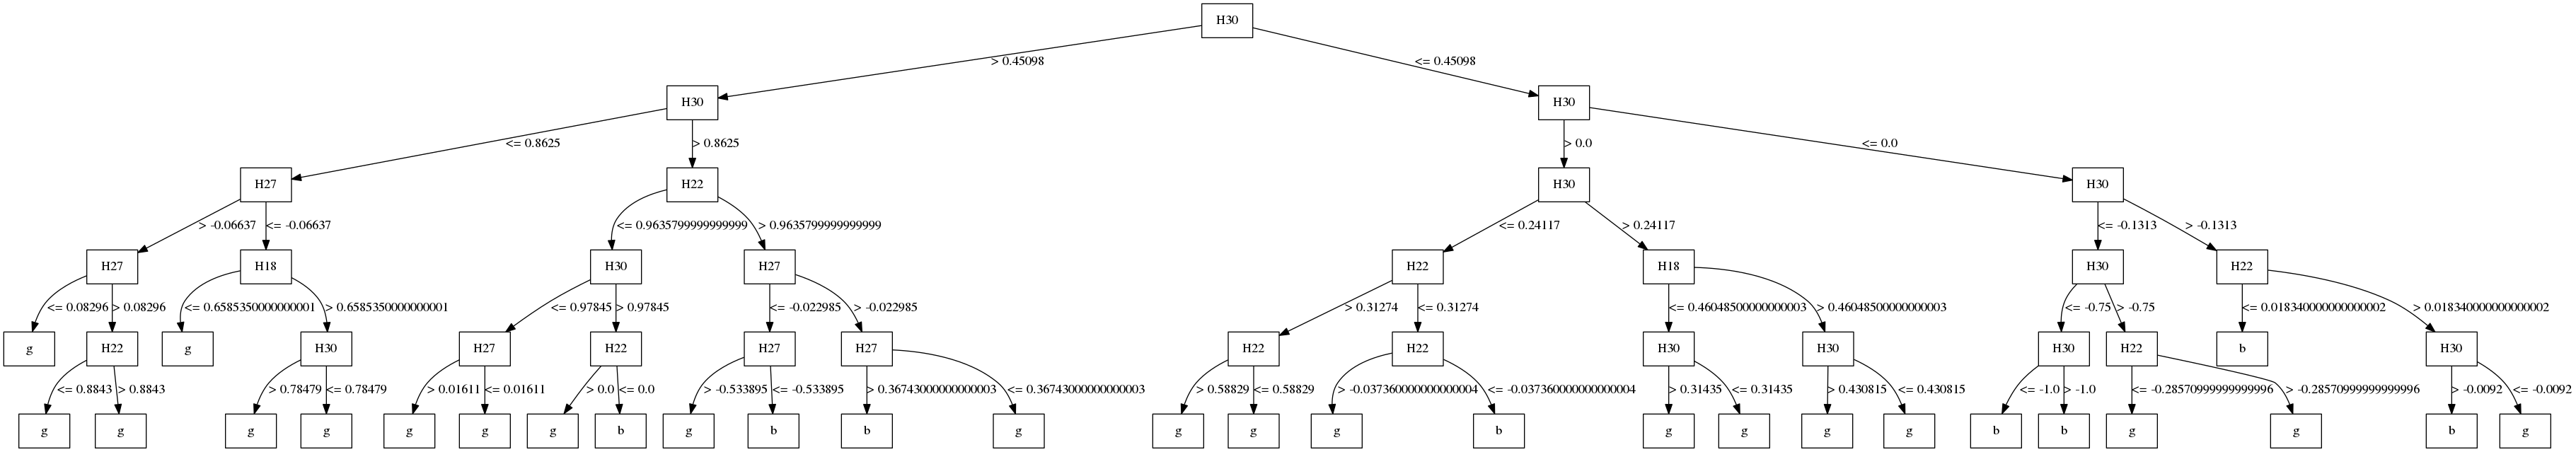 H30
> 0.45098 <= 0.45098
H30 H30
<= 0.8625 > 0.8625 > 0.0 <= 0.0
H27 H22 H30 H30
> -0.06637 <= -0.06637 <= 0.9635799999999999 > 0.9635799999999999 <= 0.24117 > 0.24117 <= -0.1313 > -0.1313
H27 H18 H30 H27 H22 H18 H30 H22
<= 0.08296 > 0.08296 <= 0.6585350000000001 > 0.6585350000000001 <= 0.97845 > 0.97845 <= -0.022985 > -0.022985 > 0.31274 <= 0.31274 <= 0.46048500000000003 > 0.46048500000000003 <= -0.75 > -0.75 <= 0.018340000000000002 > 0.018340000000000002
g H22 g H30 H27 H22 H27 H27 H22 H22 H30 H30 H30 H22 b H30
<= 0.8843 > 0.8843 > 0.78479 <= 0.78479 > 0.01611 <= 0.01611 > 0.0 <= 0.0 > -0.533895 <= -0.533895 > 0.36743000000000003 <= 0.36743000000000003 > 0.58829 <= 0.58829 > -0.037360000000000004 <= -0.037360000000000004 > 0.31435 <= 0.31435 > 0.430815 <= 0.430815 <= -1.0 > -1.0 <= -0.28570999999999996 > -0.28570999999999996 > -0.0092 <= -0.0092
g g g g g g g b g b b g g g g b g g g g b b g g b g